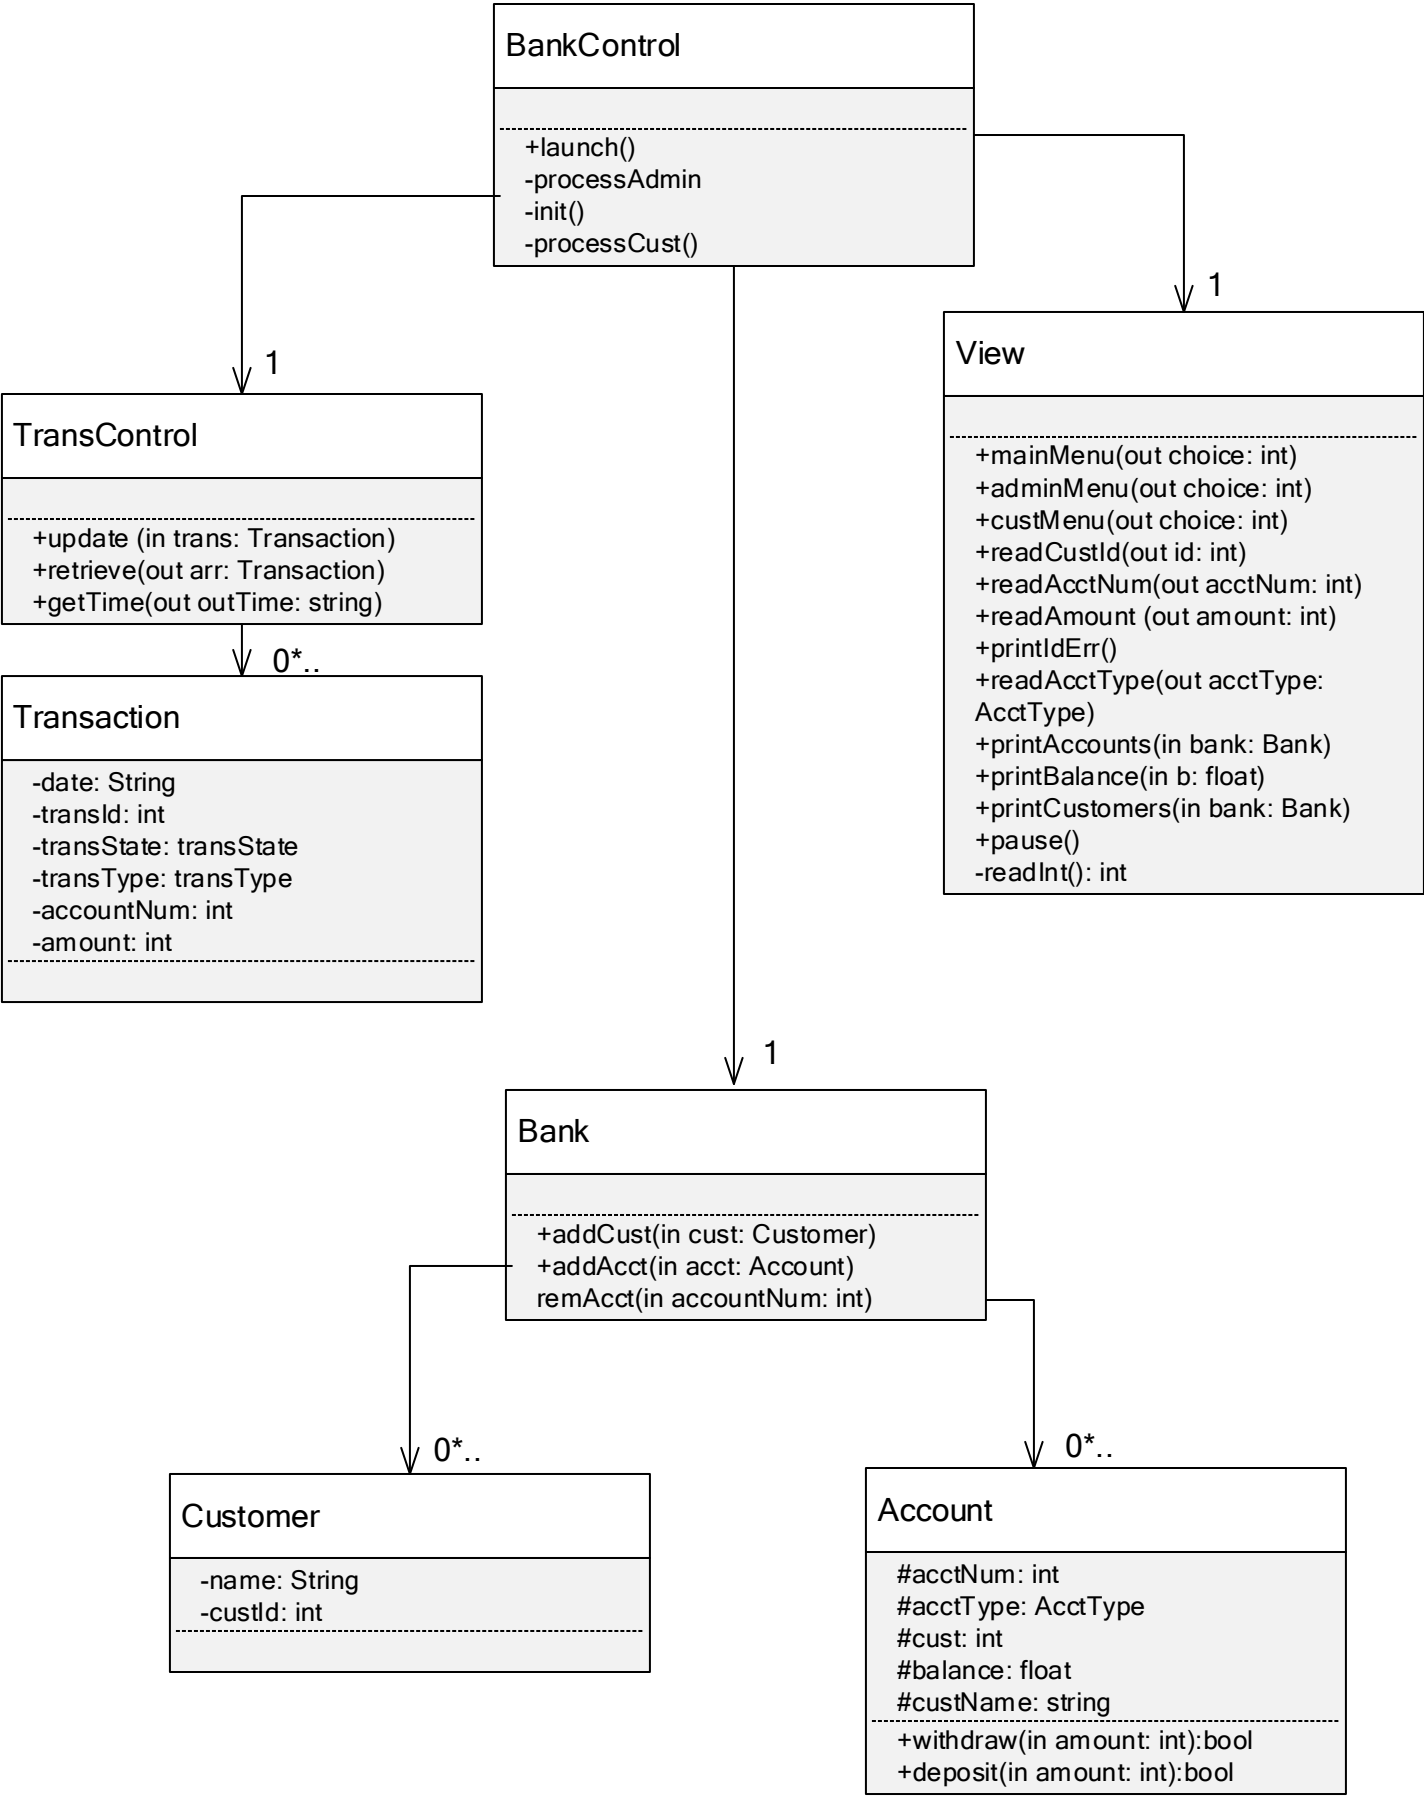 BankControl
+launch()
-processAdmin
-init()
-processCust()
1
View
+mainMenu(out choice: int)
+adminMenu(out choice: int)
+custMenu(out choice: int)
+readCustId(out id: int)
+readAcctNum(out acctNum: int)
+readAmount (out amount: int)
+printIdErr()
+readAcctType(out acctType:
AcctType)
+printAccounts(in bank: Bank)
+printBalance(in b: float)
+printCustomers(in bank: Bank)
+pause()
-readInt(): int
1
TransControl
+update (in trans: Transaction)
+retrieve(out arr: Transaction)
+getTime(out outTime: string)
0*..
Transaction
-date: String
-transId: int
-transState: transState
-transType: transType
-accountNum: int
-amount: int
1
Bank
+addCust(in cust: Customer)
+addAcct(in acct: Account)
remAcct(in accountNum: int)
0*..
Customer
-name: String
-custId: int
0*..
Account
#acctNum: int
#acctType: AcctType
#cust: int
#balance: float
#custName: string
+withdraw(in amount: int):bool
+deposit(in amount: int):bool